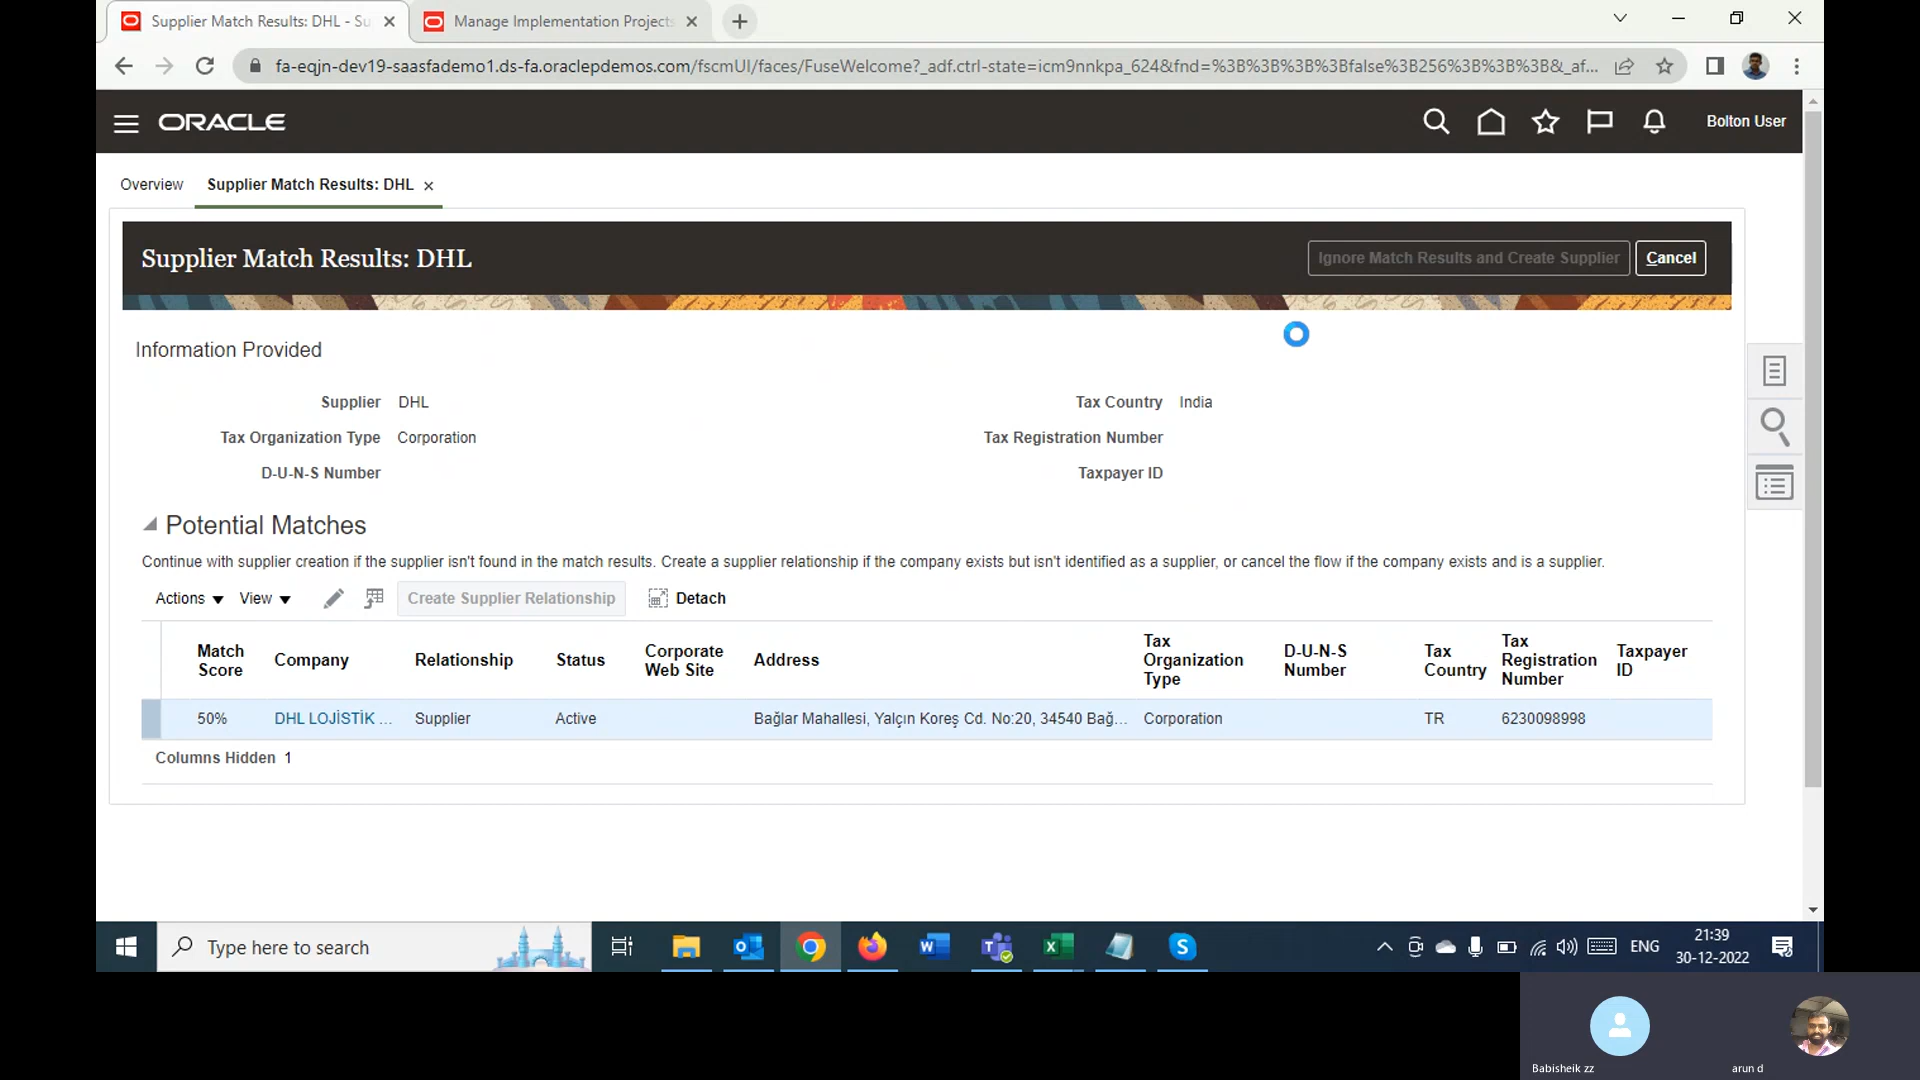 Supplier Match Results: DHL - Su
Manage Implementation Projects
fa-eqjn-dev19-saasfademo1.ds-fa.oraclepdemos.com/fscmUI/faces/FuseWelcome?_adf.ctrl-state=icm9nnkpa_624&fnd=%3B%3B%3B%3Bfalse%3B256%3B%3B%3B&_af...
ORACLE
Bolton User
Overview
Supplier Match Results: DHL
Supplier Match Results: DHL
Ignore Match Results and Create Supplier
Cancel
Information Provided
Supplier DHL
Tax Country India
Tax Organization Type Corporation
Tax Registration Number
D-U-N-S Number
Taxpayer ID
Potential Matches
Continue with supplier creation if the supplier isn't found in the match results. Create a supplier relationship if the company exists but isn't identified as a supplier, or cancel the flow if the company exists and is a supplier.
Actions View Create Supplier Relationship Detach
Match Score Company Relationship Status Corporate Web Site Address Tax Organization Type D-U-N-S Number Tax Country Tax Registration Number Taxpayer ID
50% DHL LOJİSTİK ... Supplier Active Bağlar Mahallesi, Yalçın Koreş Cd. No:20, 34540 Bağ... Corporation TR 6230098998
Columns Hidden 1
Type here to search
ENG
21:39
30-12-2022
Babisheik zz
arun d